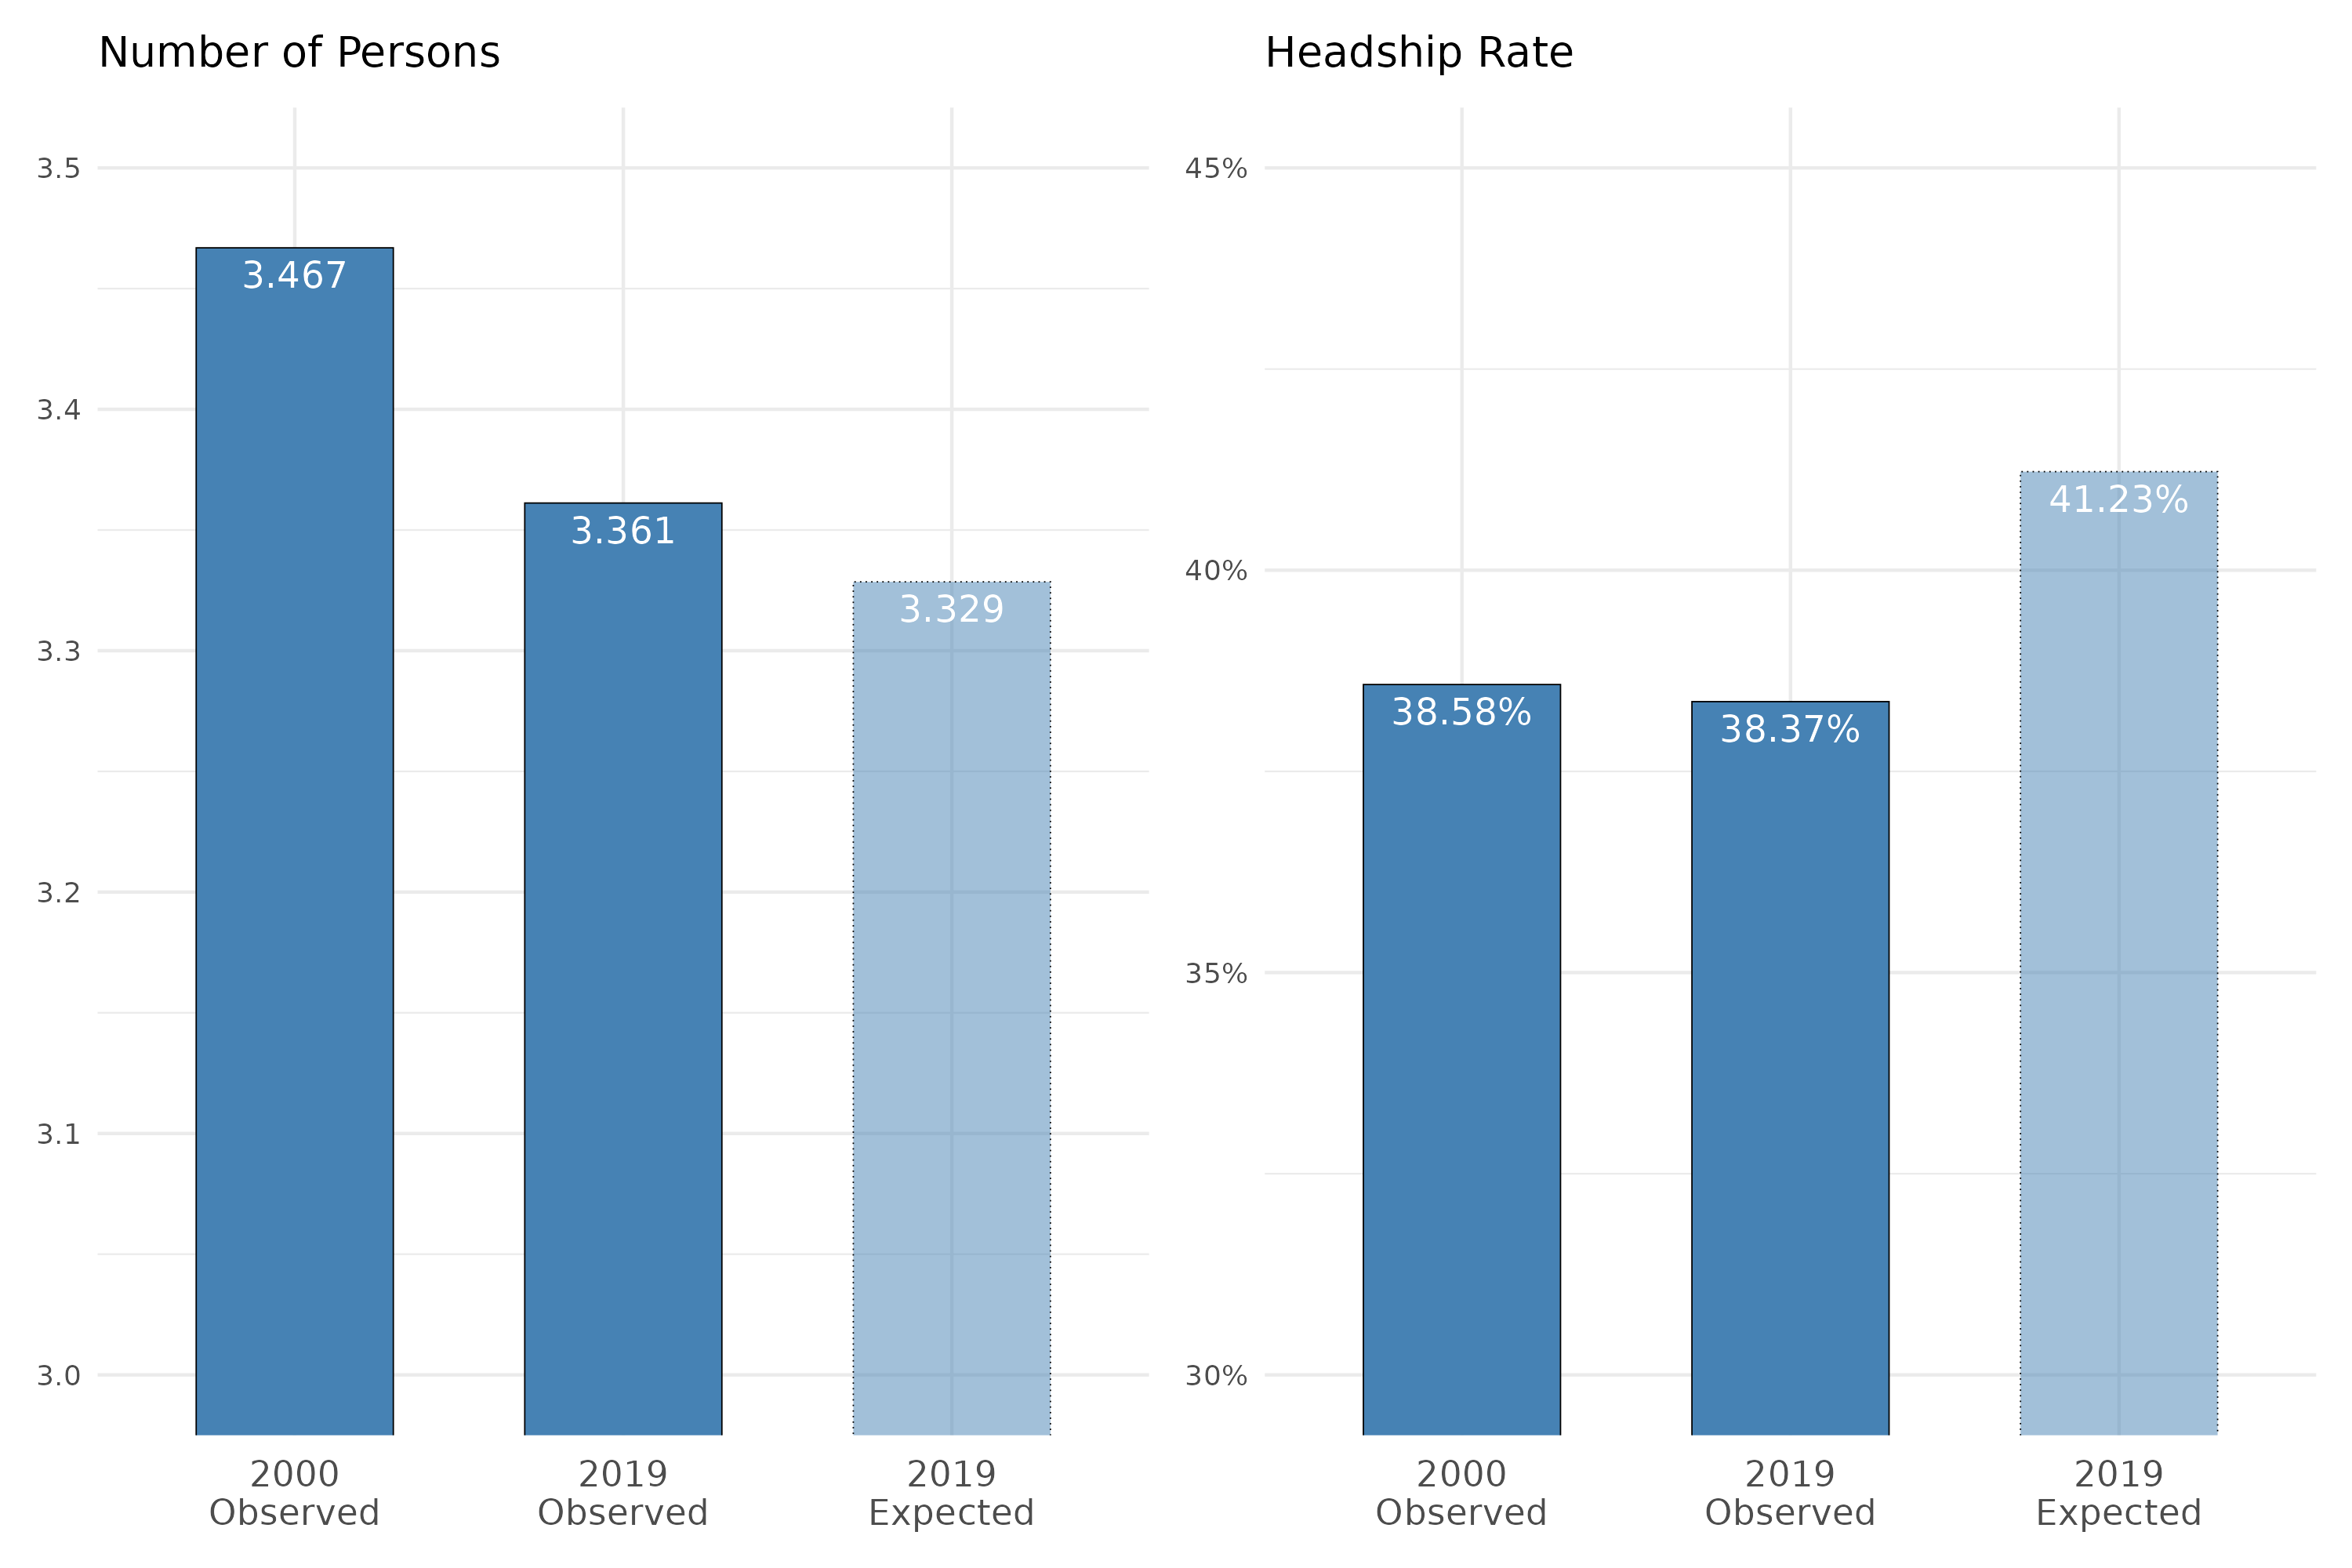 Number of Persons
3.5
3.4
3.3
3.2
3.1
3.0
3.467
3.361
3.329
2000
Observed
2019
Observed
2019
Expected
Headship Rate
45%
40%
35%
30%
38.58%
38.37%
41.23%
2000
Observed
2019
Observed
2019
Expected